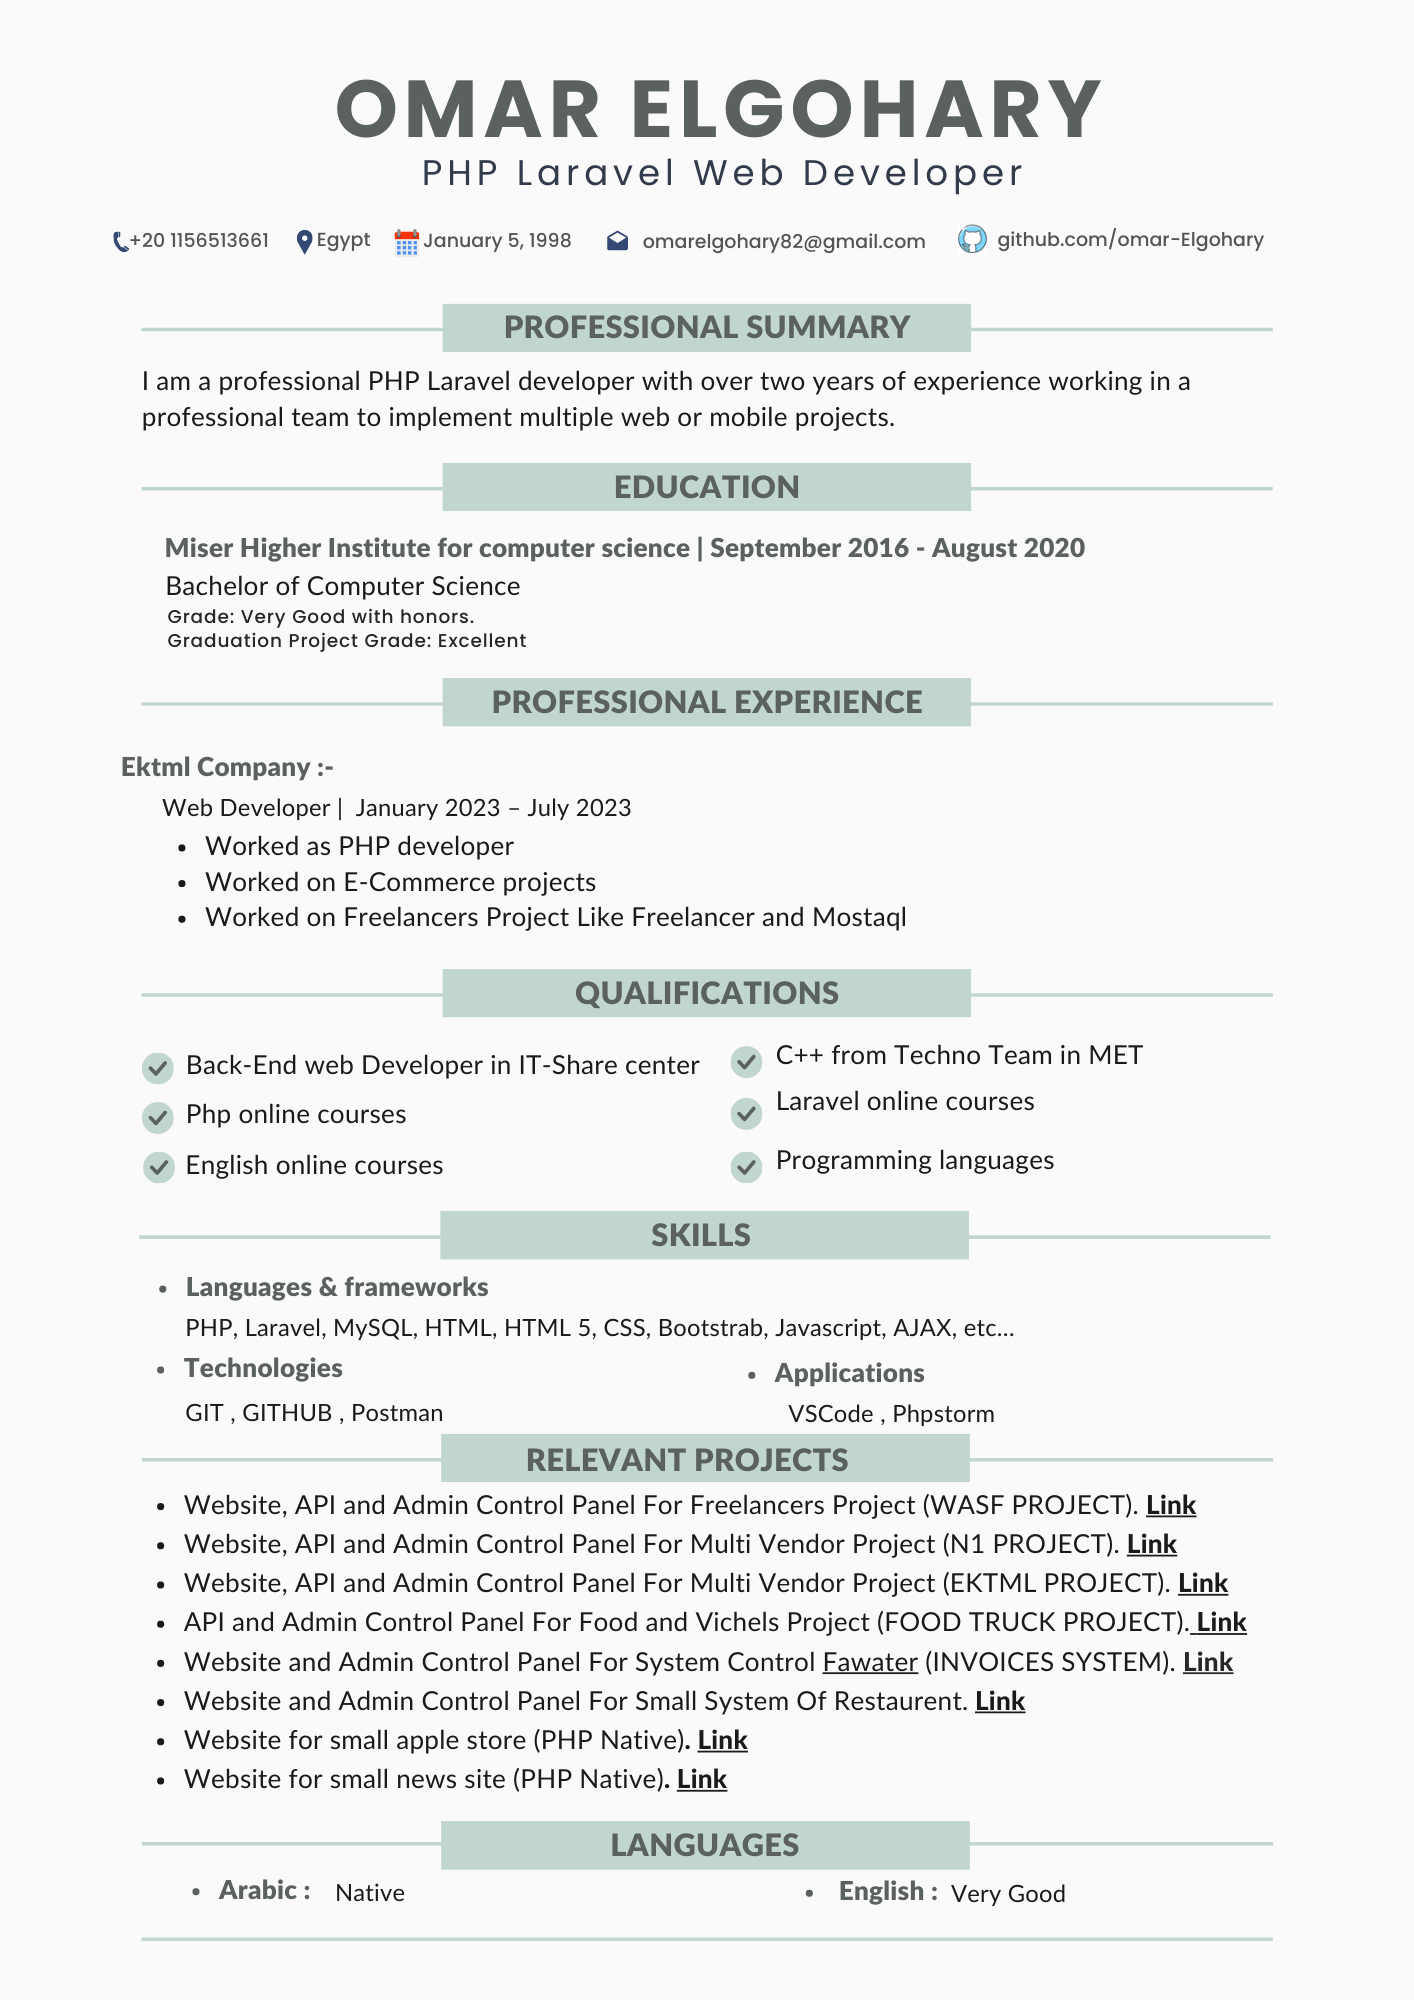 OMAR ELGOHARY
PHP Laravel Web Developer
+20 1156513661 Egypt January 5, 1998 omarelgohary82@gmail.com github.com/omar-Elgohary
PROFESSIONAL SUMMARY
I am a professional PHP Laravel developer with over two years of experience working in a
professional team to implement multiple web or mobile projects.
EDUCATION
Miser Higher Institute for computer science | September 2016 - August 2020
Bachelor of Computer Science
Grade: Very Good with honors.
Graduation Project Grade: Excellent
PROFESSIONAL EXPERIENCE
Ektml Company :-
Web Developer | January 2023 – July 2023
• Worked as PHP developer
• Worked on E-Commerce projects
• Worked on Freelancers Project Like Freelancer and Mostaql
QUALIFICATIONS
Back-End web Developer in IT-Share center
Php online courses
English online courses
C++ from Techno Team in MET
Laravel online courses
Programming languages
SKILLS
• Languages & frameworks
PHP, Laravel, MySQL, HTML, HTML 5, CSS, Bootstrab, Javascript, AJAX, etc...
• Technologies
GIT , GITHUB , Postman
• Applications
VSCode , Phpstorm
RELEVANT PROJECTS
• Website, API and Admin Control Panel For Freelancers Project (WASF PROJECT). Link
• Website, API and Admin Control Panel For Multi Vendor Project (N1 PROJECT). Link
• Website, API and Admin Control Panel For Multi Vendor Project (EKTML PROJECT). Link
• API and Admin Control Panel For Food and Vichels Project (FOOD TRUCK PROJECT). Link
• Website and Admin Control Panel For System Control Fawater (INVOICES SYSTEM). Link
• Website and Admin Control Panel For Small System Of Restaurent. Link
• Website for small apple store (PHP Native). Link
• Website for small news site (PHP Native). Link
LANGUAGES
• Arabic : Native
• English : Very Good